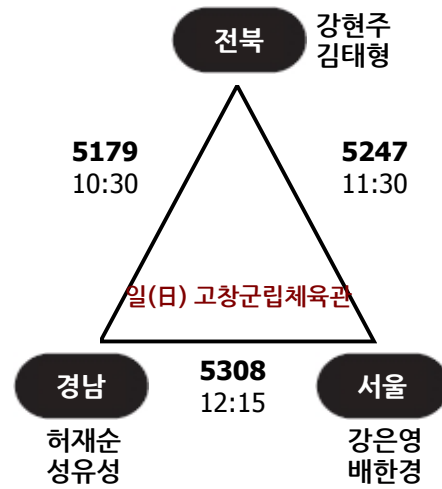 전북
강현주
김태형
5179
10:30
5247
11:30
일(日) 고창군립체육관
경남
5308
12:15
서울
허재순
성유성
강은영
배한경